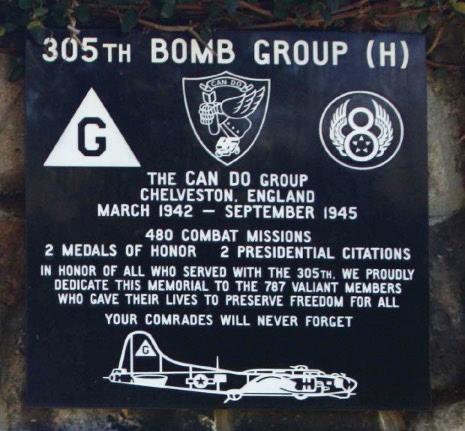 305TH BOMB GROUP (H)
G
CAN DO
8
THE CAN DO GROUP
CHELVESTON, ENGLAND
MARCH 1942 — SEPTEMBER 1945
480 COMBAT MISSIONS
2 MEDALS OF HONOR 2 PRESIDENTIAL CITATIONS
IN HONOR OF ALL WHO SERVED WITH THE 305TH, WE PROUDLY
DEDICATE THIS MEMORIAL TO THE 787 VALIANT MEMBERS
WHO GAVE THEIR LIVES TO PRESERVE FREEDOM FOR ALL
YOUR COMRADES WILL NEVER FORGET
G